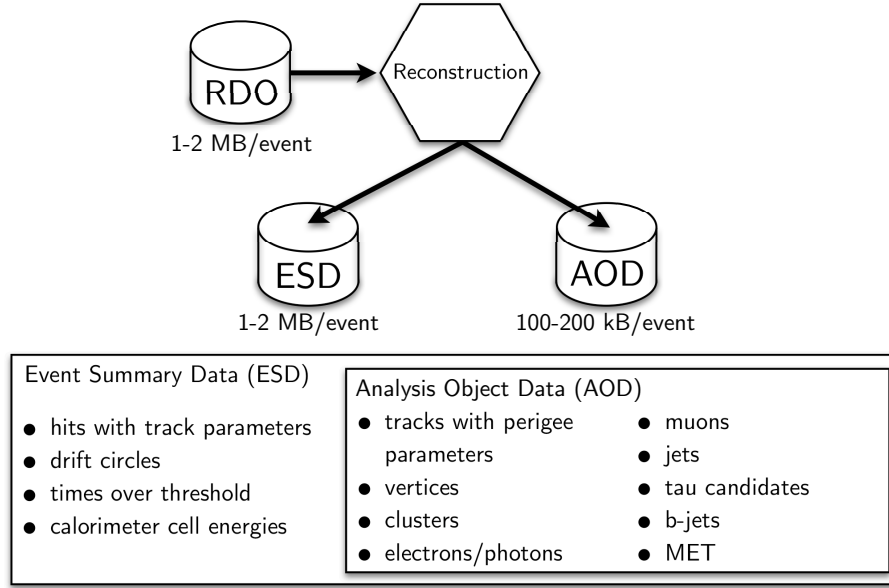 RDO
Reconstruction
1-2 MB/event
ESD
AOD
1-2 MB/event
100-200 kB/event
Event Summary Data (ESD)
● hits with track parameters
● drift circles
● times over threshold
● calorimeter cell energies
Analysis Object Data (AOD)
● tracks with perigee
parameters
● vertices
● clusters
● electrons/photons
● muons
● jets
● tau candidates
● b-jets
● MET